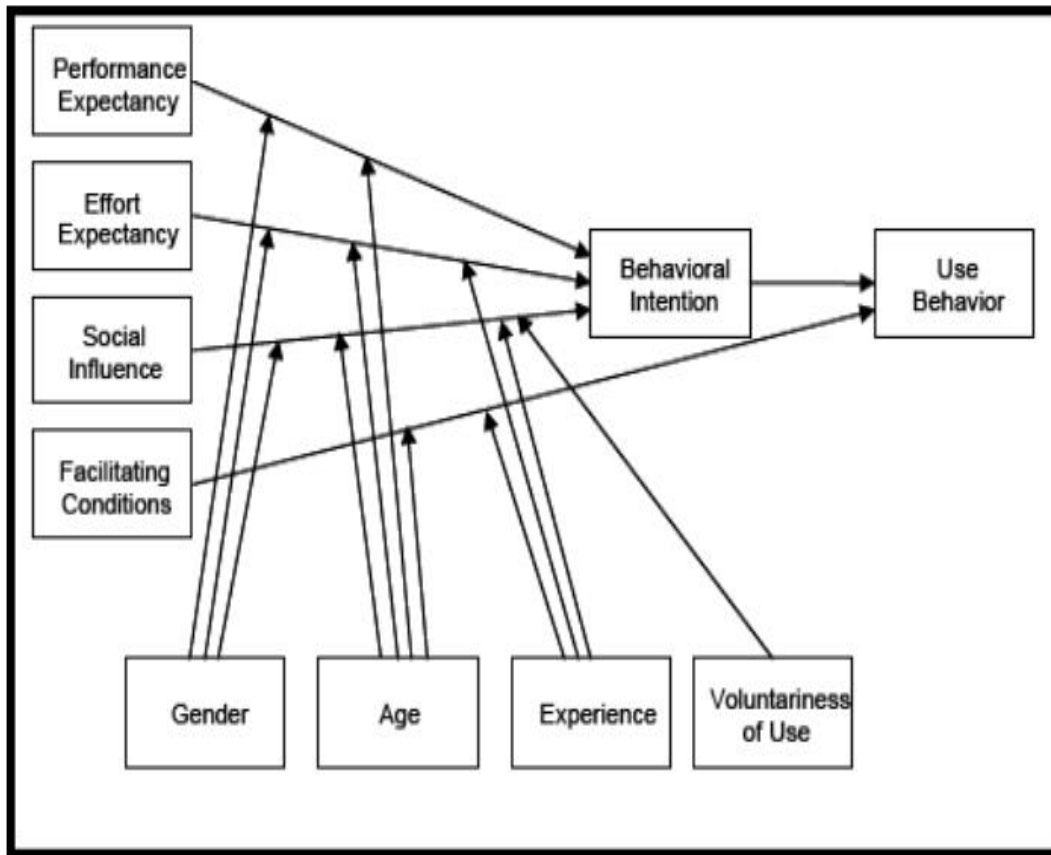 Performance
Expectancy
Effort
Expectancy
Social
Influence
Facilitating
Conditions
Behavioral
Intention
Use
Behavior
Gender
Age
Experience
Voluntariness
of Use